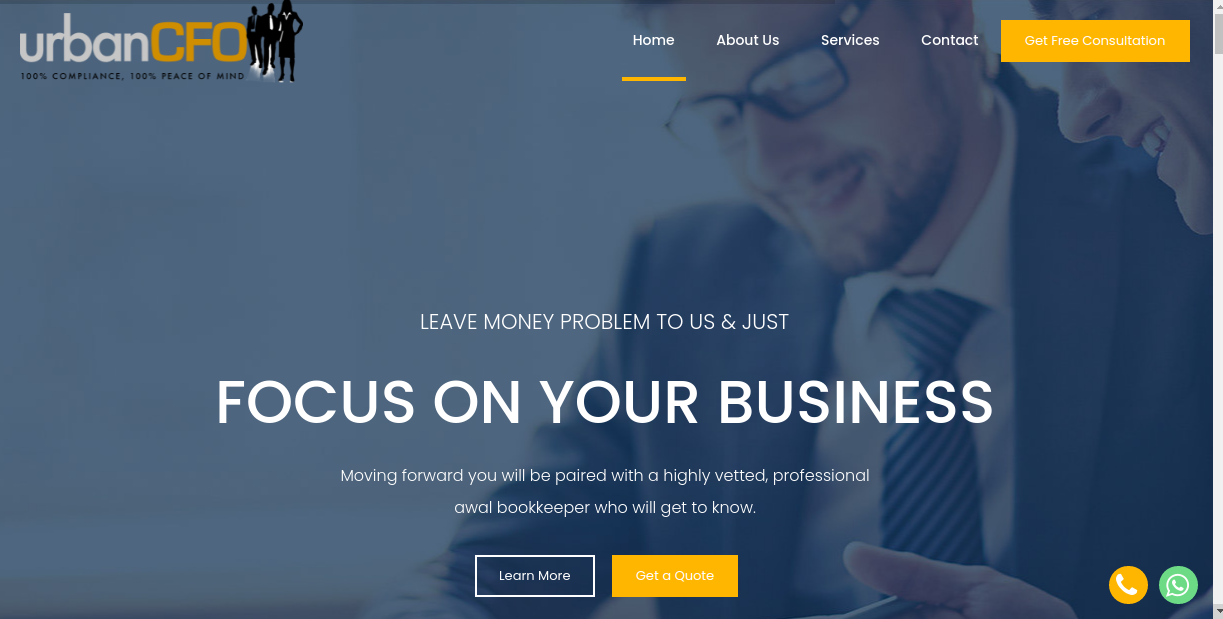 urbanCFO
100% COMPLIANCE, 100% PEACE OF MIND
Home About Us Services Contact Get Free Consultation
LEAVE MONEY PROBLEM TO US & JUST
FOCUS ON YOUR BUSINESS
Moving forward you will be paired with a highly vetted, professional
awal bookkeeper who will get to know.
Learn More Get a Quote